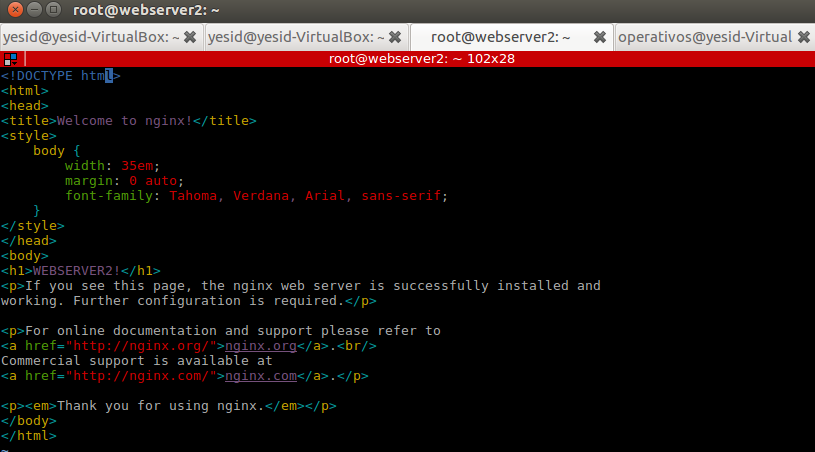 root@webserver2: ~
yesid@yesid-VirtualBox: ~ yesid@yesid-VirtualBox: ~ root@webserver2: ~ operativos@yesid-Virtual
root@webserver2: ~ 102x28
<!DOCTYPE html>
<html>
<head>
<title>Welcome to nginx!</title>
<style>
    body {
        width: 35em;
        margin: 0 auto;
        font-family: Tahoma, Verdana, Arial, sans-serif;
    }
</style>
</head>
<body>
<h1>WEBSERVER2!</h1>
<p>If you see this page, the nginx web server is successfully installed and
working. Further configuration is required.</p>

<p>For online documentation and support please refer to
<a href="http://nginx.org/">nginx.org</a>.<br/>
Commercial support is available at
<a href="http://nginx.com/">nginx.com</a>.</p>

<p><em>Thank you for using nginx.</em></p>
</body>
</html>
~